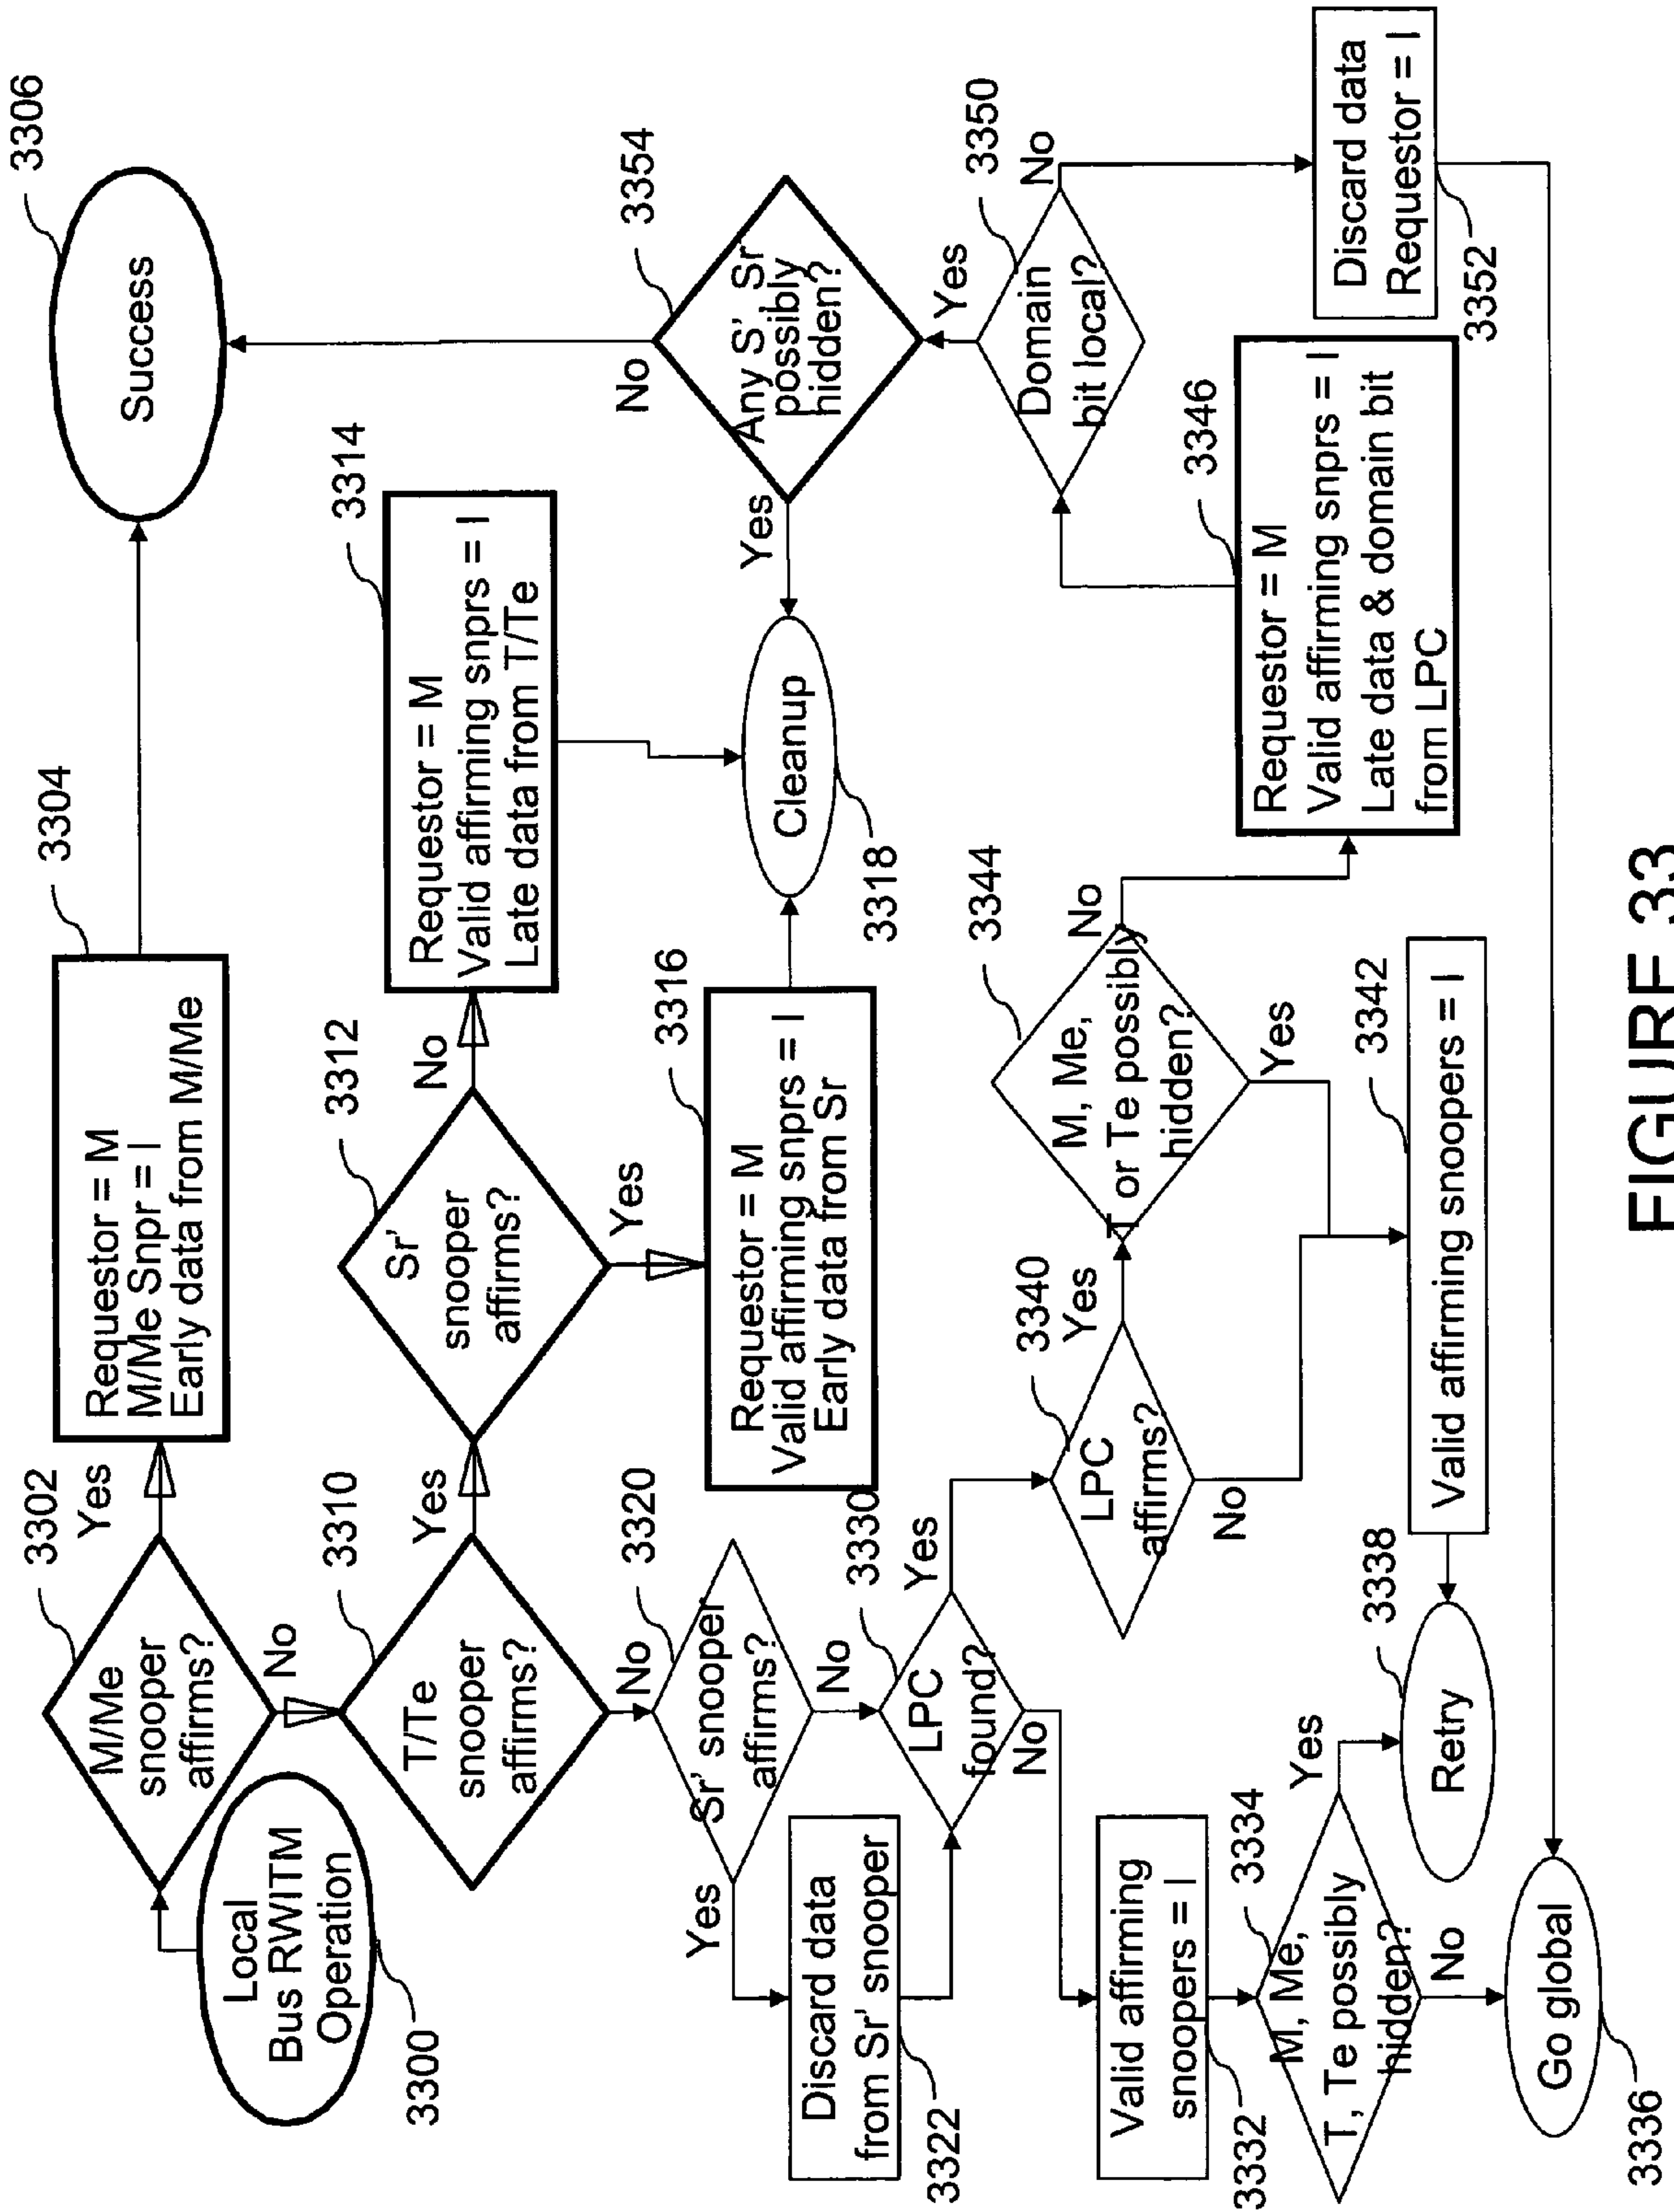 3300
Local
Bus RWITM
Operation
3302
M/Me
snooper
affirms?
Yes
No
3304
Requestor = M
M/Me Snpr = I
Early data from M/Me
3306
Success
3310
T/Te
snooper
affirms?
Yes
No
3312
Sr'
snooper
affirms?
No
Yes
3314
Requestor = M
Valid affirming snprs = I
Late data from T/Te
3316
Requestor = M
Valid affirming snprs = I
Early data from Sr
Cleanup
3318
3320
Sr' snooper
affirms?
Yes
No
Discard data
from Sr' snooper
3322
3330
LPC
found?
Yes
No
Valid affirming
snoopers = I
3332
3334
M, Me,
T, Te possibly
hidden?
Yes
No
Go global
3336
3338
Retry
3340
LPC
affirms?
Yes
No
3342
Valid affirming snoopers = I
3344
M, Me,
T or Te possibly
hidden?
No
Yes
3346
Requestor = M
Valid affirming snprs = I
Late data & domain bit
from LPC
3350
Domain
bit local?
Yes
No
Discard data
Requestor = I
3352
3354
Any S', Sr
possibly
hidden?
No
Yes
FIGURE 33